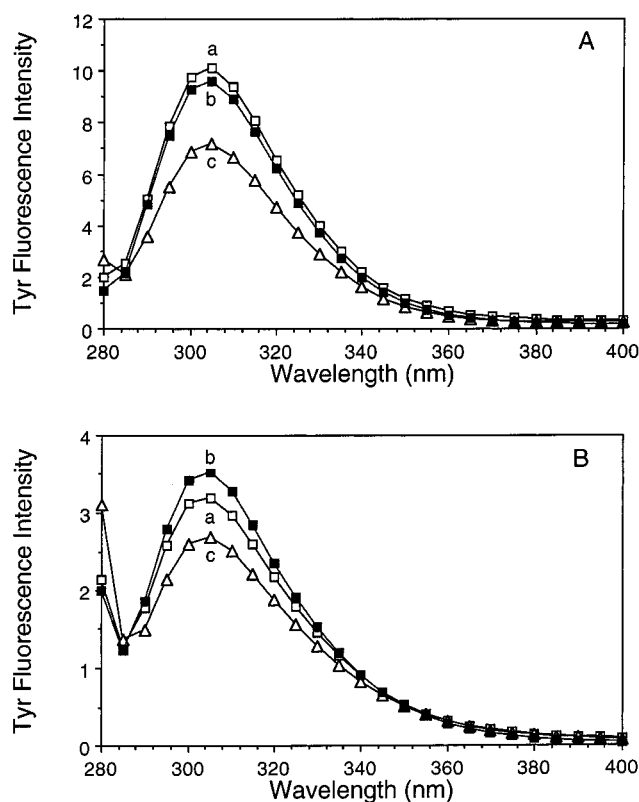 12
10
8
6
4
2
0
Tyr Fluorescence Intensity
A
a
b
c
280 300 320 340 360 380 400
Wavelength (nm)
4
3
2
1
0
Tyr Fluorescence Intensity
B
b
a
c
280 300 320 340 360 380 400
Wavelength (nm)